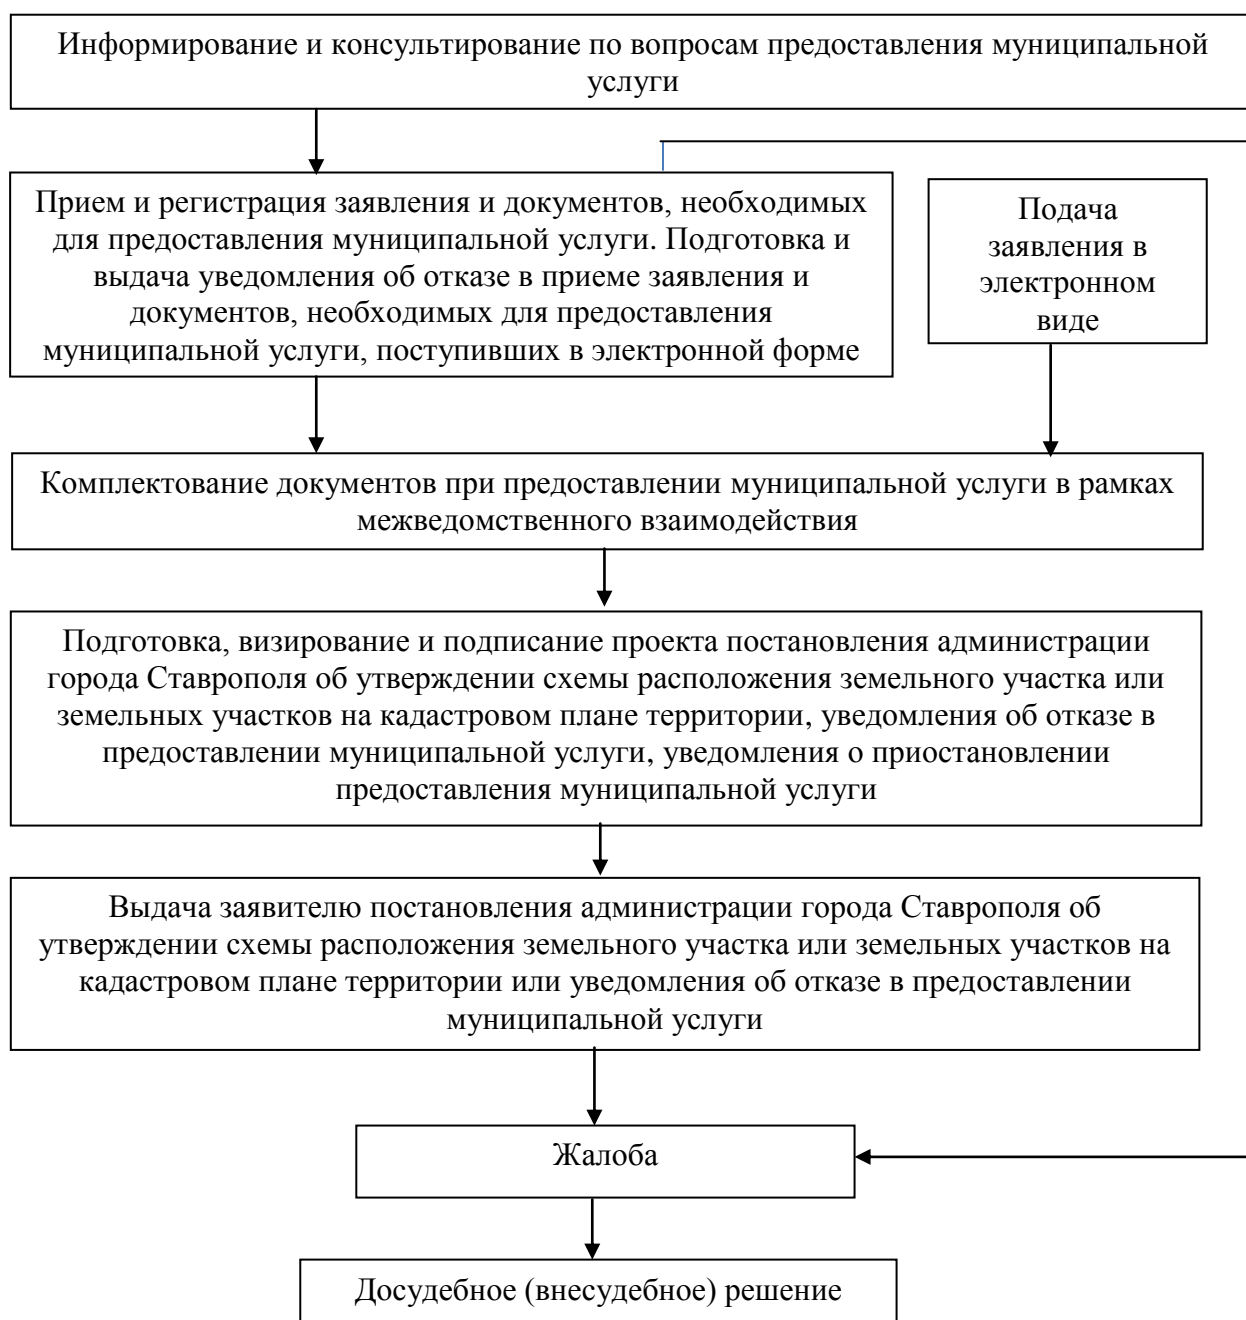 Информирование и консультирование по вопросам предоставления муниципальной
услуги
Прием и регистрация заявления и документов, необходимых
для предоставления муниципальной услуги. Подготовка и
выдача уведомления об отказе в приеме заявления и
документов, необходимых для предоставления
муниципальной услуги, поступивших в электронной форме
Подача
заявления в
электронном
виде
Комплектование документов при предоставлении муниципальной услуги в рамках
межведомственного взаимодействия
Подготовка, визирование и подписание проекта постановления администрации
города Ставрополя об утверждении схемы расположения земельного участка или
земельных участков на кадастровом плане территории, уведомления об отказе в
предоставлении муниципальной услуги, уведомления о приостановлении
предоставления муниципальной услуги
Выдача заявителю постановления администрации города Ставрополя об
утверждении схемы расположения земельного участка или земельных участков на
кадастровом плане территории или уведомления об отказе в предоставлении
муниципальной услуги
Жалоба
Досудебное (внесудебное) решение